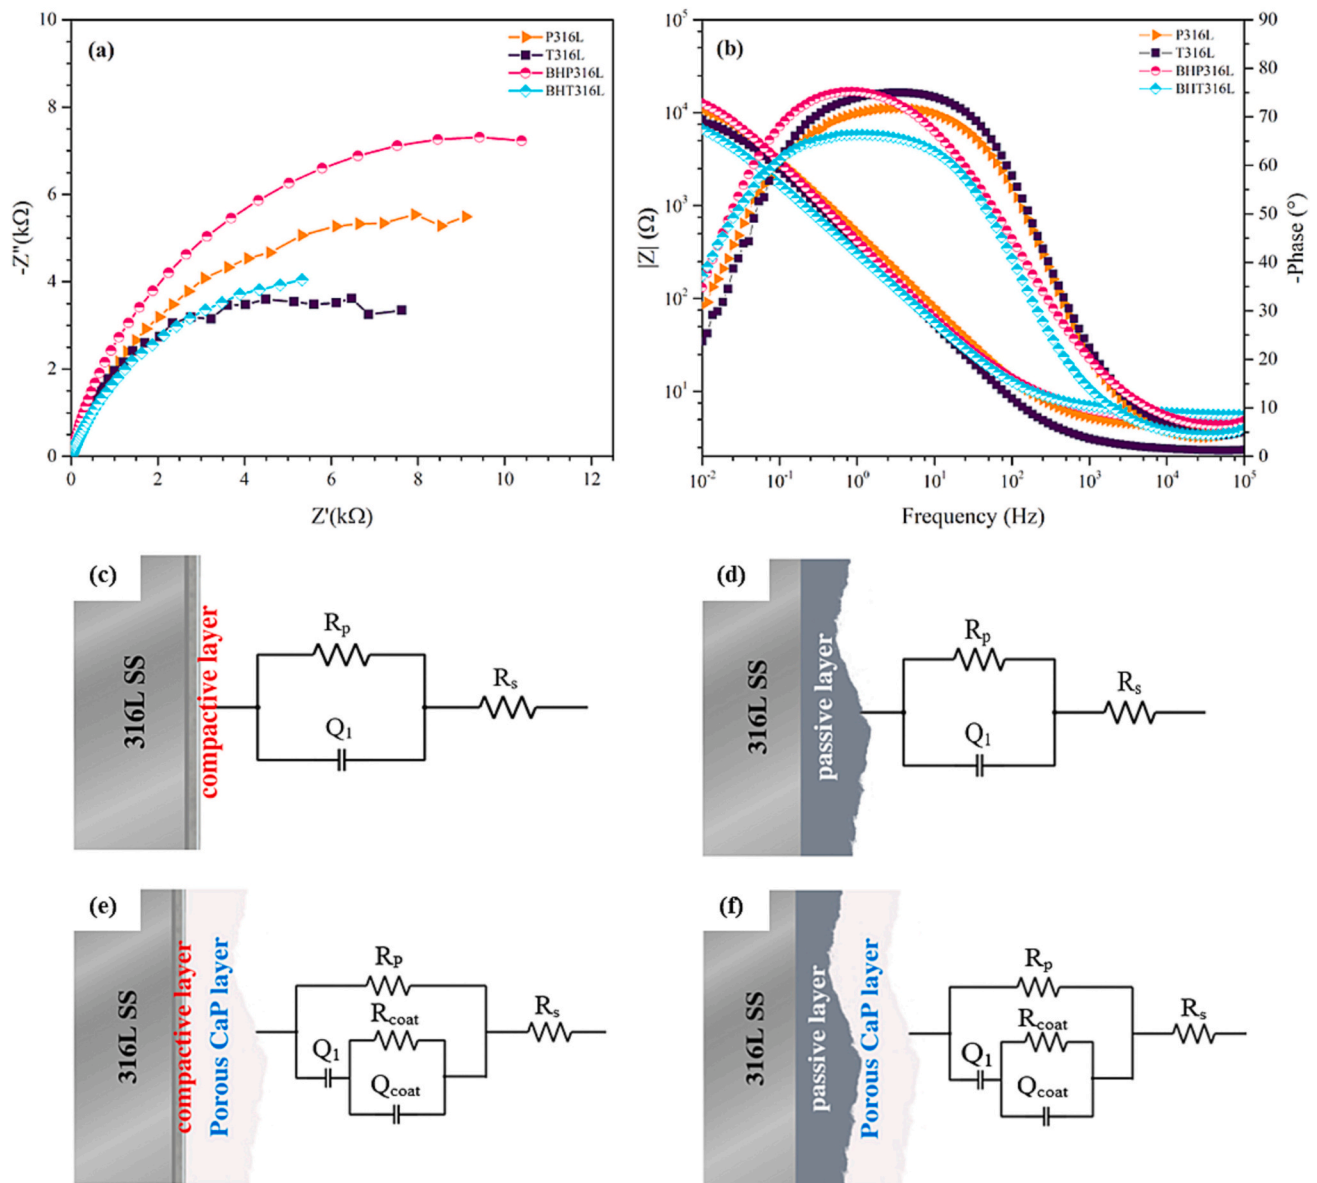 (a)
P316L
T316L
BHP316L
BHT316L
10
8
6
4
2
0
-Z''(kΩ)
0 2 4 6 8 10 12
Z'(kΩ)
(b)
P316L
T316L
BHP316L
BHT316L
10⁵
10⁴
10³
10²
10¹
|Z| (Ω)
90
80
70
60
50
40
30
20
10
0
-Phase (°)
10⁻² 10⁻¹ 10⁰ 10¹ 10² 10³ 10⁴ 10⁵
Frequency (Hz)
(c)
316L SS
compactive layer
Rp
Q1
Rs
(d)
316L SS
passive layer
Rp
Q1
Rs
(e)
316L SS
compactive layer
Porous CaP layer
RP
Rcoat
Q1
Qcoat
Rs
(f)
316L SS
passive layer
Porous CaP layer
Rp
Rcoat
Q1
Qcoat
Rs